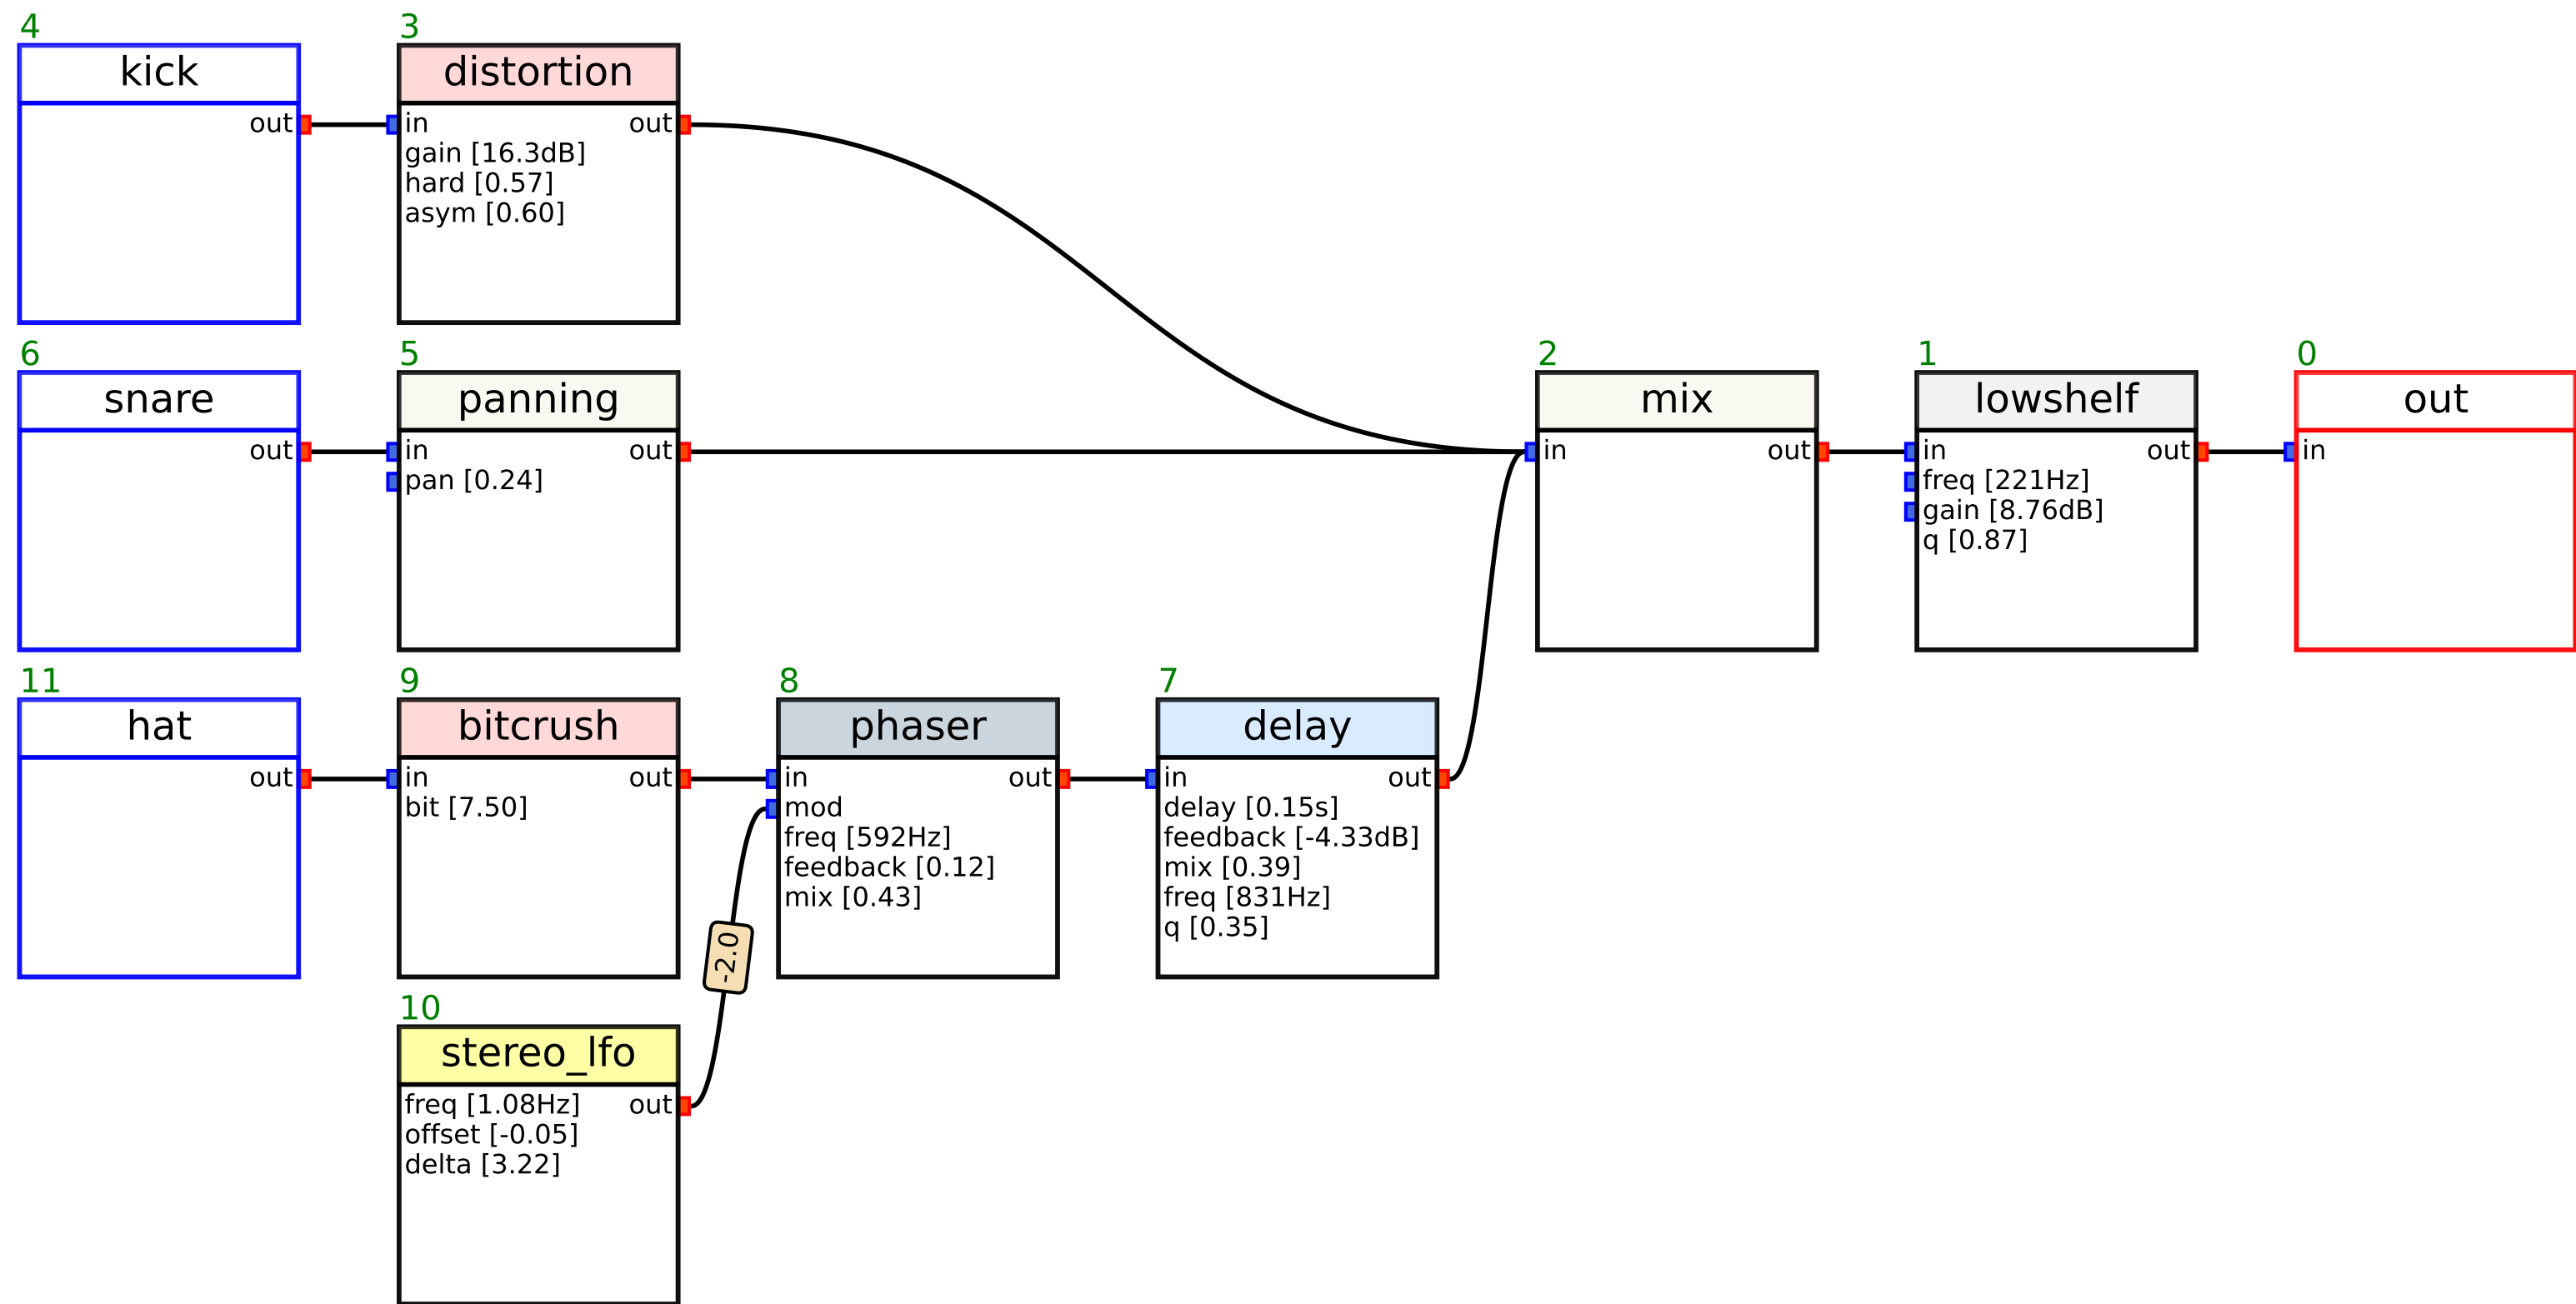 4
kick
out
3
distortion
in out
gain [16.3dB]
hard [0.57]
asym [0.60]
6
snare
out
5
panning
in out
pan [0.24]
2
mix
in out
1
lowshelf
in out
freq [221Hz]
gain [8.76dB]
q [0.87]
0
out
in
11
hat
out
9
bitcrush
in out
bit [7.50]
8
phaser
in out
mod
freq [592Hz]
feedback [0.12]
mix [0.43]
7
delay
in out
delay [0.15s]
feedback [-4.33dB]
mix [0.39]
freq [831Hz]
q [0.35]
-2.0
10
stereo_lfo
freq [1.08Hz] out
offset [-0.05]
delta [3.22]